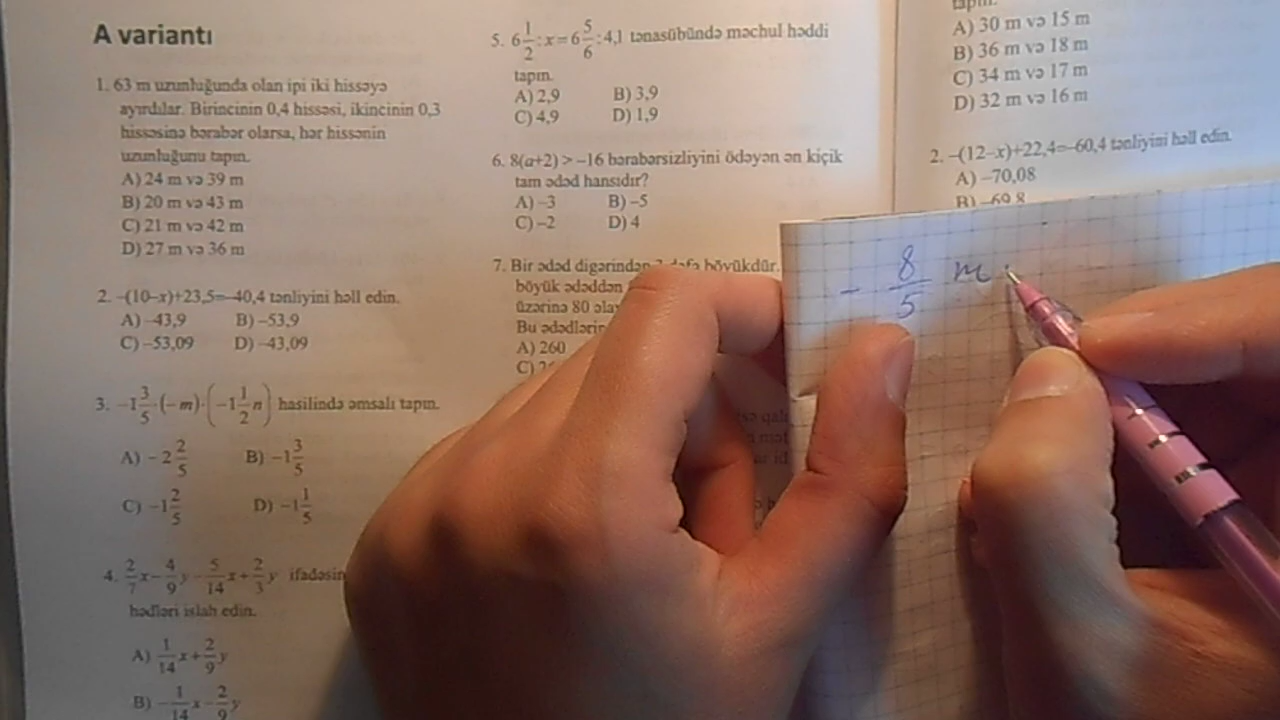 A variantı
1. 63 m uzunluğunda olan ipi iki hissəyə
ayırdılar. Birincinin 0,4 hissəsi, ikincinin 0,3
hissəsinə bərabər olarsa, hər hissənin
uzunluğunu tapın.
A) 24 m və 39 m
B) 20 m və 43 m
C) 21 m və 42 m
D) 27 m və 36 m
2. –(10–x)+23,5=–40,4 tənliyini həll edin.
A) –43,9 B) –53,9
C) –53,09 D) –43,09
3. –1 3/5 · (–m) · (–1 1/2 n) hasilində əmsalı tapın.
A) –2 2/5 B) –1 3/5
C) –1 2/5 D) –1 1/5
4. 2/7 x – 4/9 y – 5/14 x + 2/3 y ifadəsin
hədləri islah edin.
A) 1/14 x + 2/9 y
B) – 1/14 x – 2/9 y
5. 6 1/2 : x = 6 5/6 : 4,1 tənasübündə məchul həddi
tapın.
A) 2,9 B) 3,9
C) 4,9 D) 1,9
6. 8(a+2) > –16 bərabərsizliyini ödəyən ən kiçik
tam ədəd hansıdır?
A) –3 B) –5
C) –2 D) 4
7. Bir ədəd digərindən dəfə böyükdür.
böyük ədəddən
üzərinə 80 əla
Bu ədədlərin
A) 260
C)
tapın.
A) 30 m və 15 m
B) 36 m və 18 m
C) 34 m və 17 m
D) 32 m və 16 m
2. –(12–x)+22,4=–60,4 tənliyini həll edin.
A) –70,08
B) –69,8
– 8/5 m